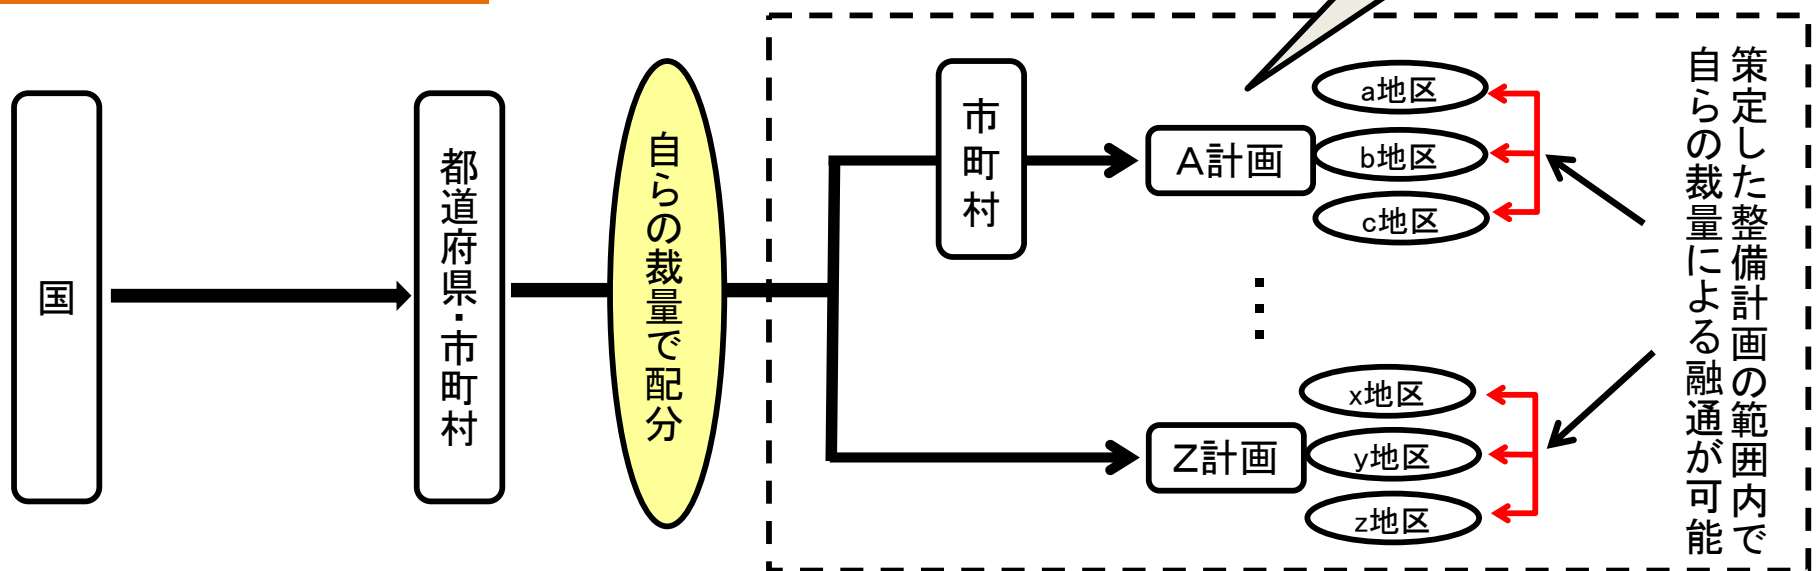 国
都道府県・市町村
自らの裁量で配分
市町村
A計画
a地区
b地区
c地区
Z計画
x地区
y地区
z地区
策定した整備計画の範囲内で
自らの裁量による融通が可能